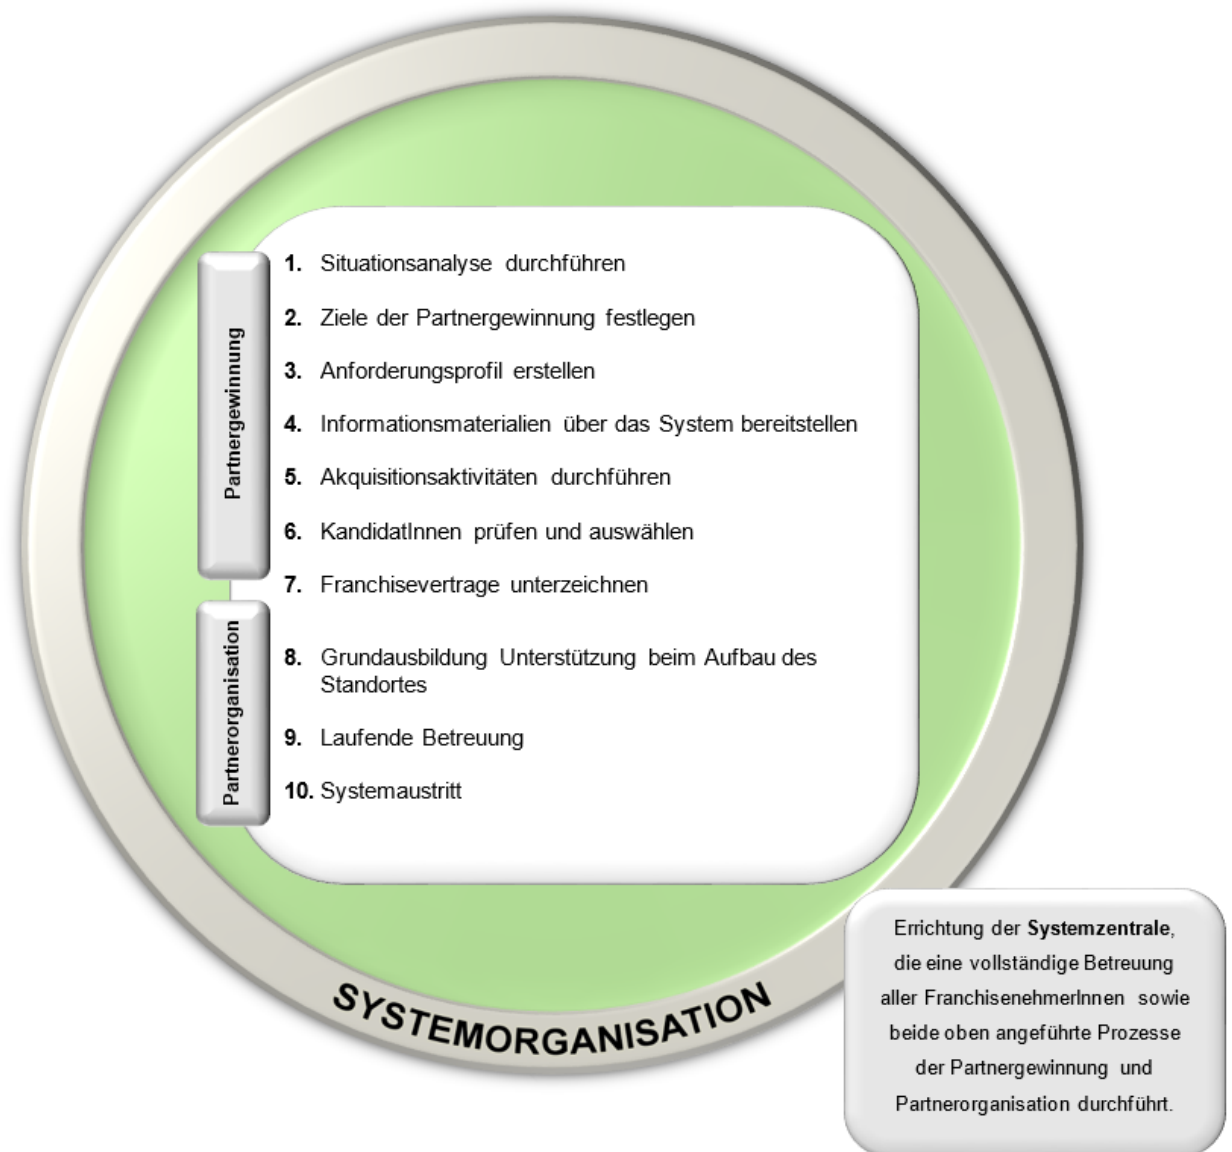 Partnergewinnung
1. Situationsanalyse durchführen
2. Ziele der Partnergewinnung festlegen
3. Anforderungsprofil erstellen
4. Informationsmaterialien über das System bereitstellen
5. Akquisitionsaktivitäten durchführen
6. KandidatInnen prüfen und auswählen
7. Franchisevertrage unterzeichnen
Partnerorganisation
8. Grundausbildung Unterstützung beim Aufbau des
Standortes
9. Laufende Betreuung
10. Systemaustritt
SYSTEMORGANISATION
Errichtung der Systemzentrale,
die eine vollständige Betreuung
aller FranchisenehmerInnen sowie
beide oben angeführte Prozesse
der Partnergewinnung und
Partnerorganisation durchführt.